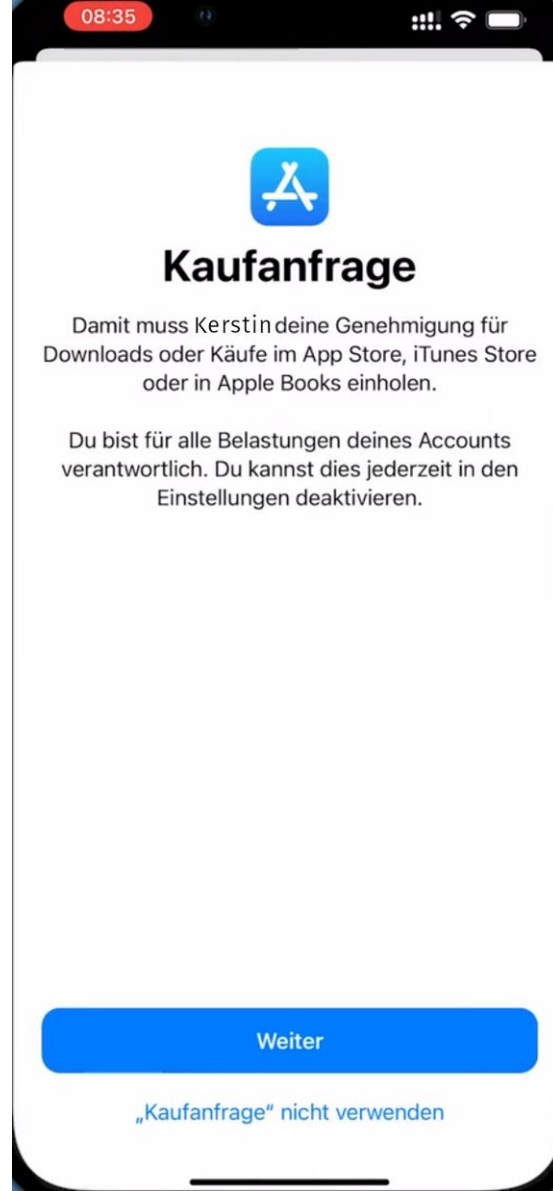 08:35
Kaufanfrage
Damit muss Kerstin deine Genehmigung für
Downloads oder Käufe im App Store, iTunes Store
oder in Apple Books einholen.
Du bist für alle Belastungen deines Accounts
verantwortlich. Du kannst dies jederzeit in den
Einstellungen deaktivieren.
Weiter
„Kaufanfrage“ nicht verwenden